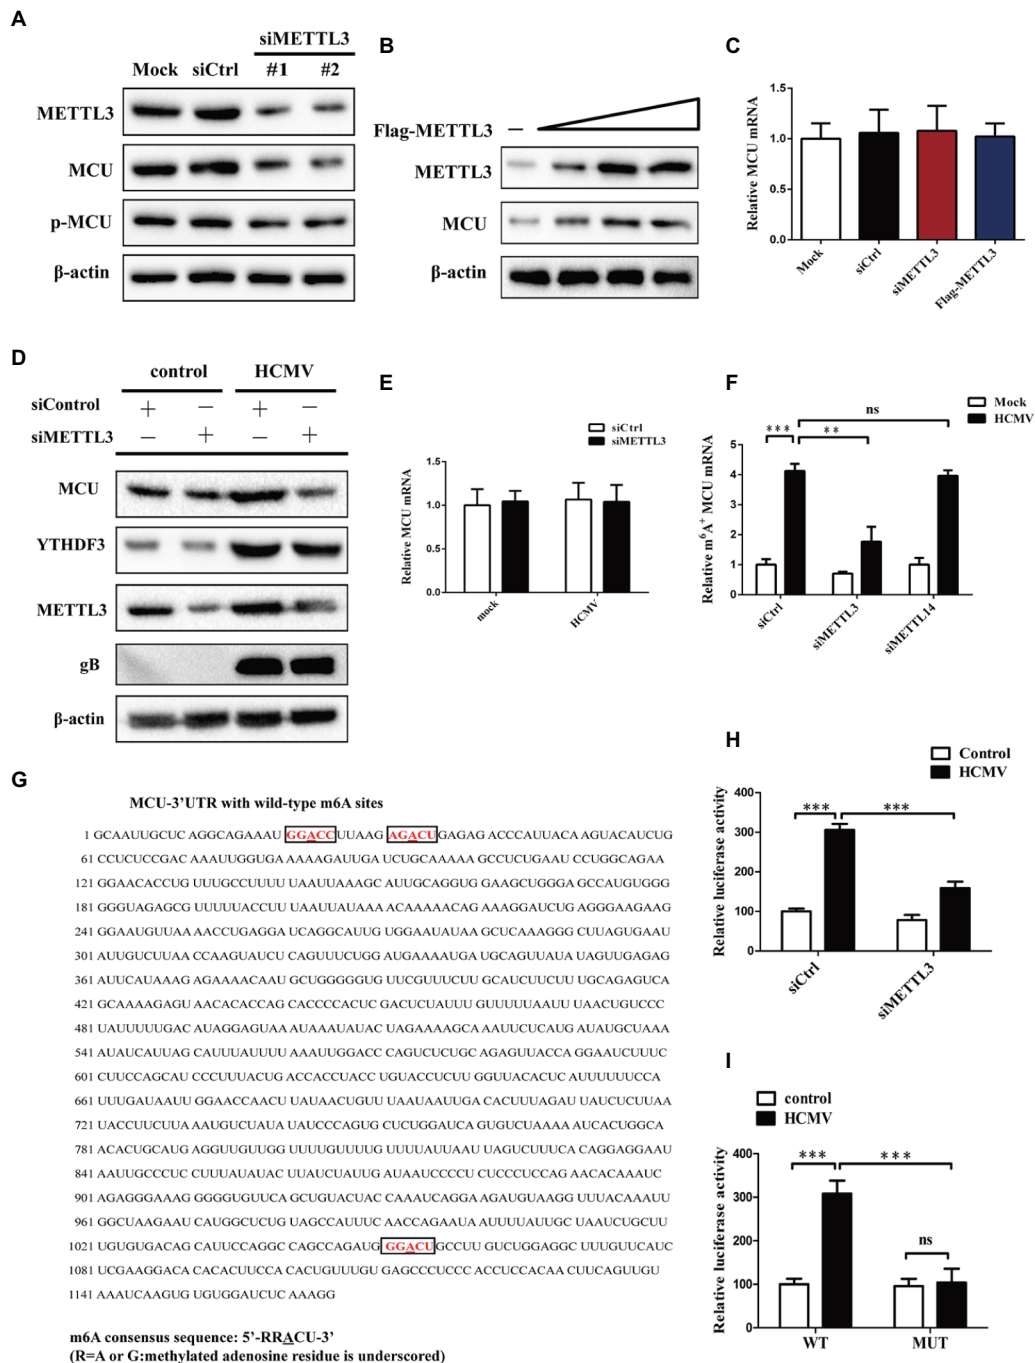 A
siMETTL3
Mock siCtrl #1 #2
METTL3
MCU
p-MCU
β-actin
B
Flag-METTL3 −
METTL3
MCU
β-actin
C
Relative MCU mRNA
1.5
1.0
0.5
0.0
Mock
siCtrl
siMETTL3
Flag-METTL3
D
control HCMV
siControl + − + −
siMETTL3 − + − +
MCU
YTHDF3
METTL3
gB
β-actin
E
siCtrl
siMETTL3
Relative MCU mRNA
1.5
1.0
0.5
0.0
mock
HCMV
F
Mock
HCMV
ns
*** **
Relative m6A+ MCU mRNA
5
4
3
2
1
0
siCtrl
siMETTL3
siMETTL14
G
MCU-3'UTR with wild-type m6A sites
1 GCAAUUGCUC AGGCAGAAAU GGACC UUAAG AGACU GAGAG ACCCAUUACA AGUACAUCUG
61 CCUCUCCGAC AAAUUGGUGA AAAAGAUUGA UCUGCAAAAA GCCUCUGAAU CCUGGCAGAA
121 GGAACACCUG UUUGCCUUUU UAAUUAAAGC AUUGCAGGUG GAAGCUGGGA GCCAUGUGGG
181 GGGUAGAGCG UUUUUACCUU UAAUUAUAAA ACAAAAACAG AAAGGAUCUG AGGGAAGAAG
241 GGAAUGUUAA AACCUGAGGA UCAGGCAUUG UGGAAUAUAA GCUCAAAGGG CUUAGUGAAU
301 AUUGUCUUAA CCAAGUAUCU CAGUUUCUGG AUGAAAAUGA UGCAGUUAUA UAGUUGAGAG
361 AUUCAUAAAG AGAAAACAAU GCUGGGGGUG UUCGUUUCUU GCAUCUUCUU UGCAGAGUCA
421 GCAAAAGAGU AACACACCAG CACCCCACUC GACUCUAUUU GUUUUUAAUU UAACUGUCCC
481 UAUUUUUGAC AUAGGAGUAA AUAAAUAUAC UAGAAAAGCA AAUUCUCAUG AUAUGCUAAA
541 AUAUCAUUAG CAUUUAUUUU AAAUUGGACC CAGUCUCUGC AGAGUUACCA GGAAUCUUUC
601 CUUCCAGCAU CCCUUUACUG ACCACCUACC UGUACCUCUU GGUUACACUC AUUUUUUCCA
661 UUUGAUAAUU GGAACCAACU UAUAACUGUU UAAUAAUUGA CACUUUAGAU UAUCUCUUAA
721 UACCUUCUUA AAUGUCUAUA UAUCCCAGUG CUCUGGAUCA GUGUCUAAAA AUCACUGGCA
781 ACACUGCAUG AGGUUGUUGG UUUUGUUUUG UUUUAUUAAU UAGUCUUUCA CAGGAGGAAU
841 AAUUGCCCUC CUUUAUAUAC UUAUCUAUUG AUAAUCCCCU CUCCCUCCAG AACACAAAUC
901 AGAGGGAAAG GGGGUGUUCA GCUGUACUAC CAAAUCAGGA AGAUGUAAGG UUUACAAAUU
961 GGCUAAGAAU CAUGGCUCUG UAGCCAUUUC AACCAGAAUA AUUUUAUUGC UAAUCUGCUU
1021 UGUGUGACAG CAUUCCAGGC CAGCCAGAUG GGACU GCCUU GUCUGGAGGC UUUGUUCAUC
1081 UCGAAGGACA CACACUUCCA CACUGUUUGU GAGCCCUCCC ACCUCCACAA CUUCAGUUGU
1141 AAAUCAAGUG UGUGGAUCUC AAAGG
m6A consensus sequence: 5'-RRACU-3'
(R=A or G:methylated adenosine residue is underscored)
H
Control
HCMV
Relative luciferase activity
400
300
200
100
0
*** ***
siCtrl
siMETTL3
I
control
HCMV
Relative luciferase activity
400
300
200
100
0
*** ***
ns
WT MUT